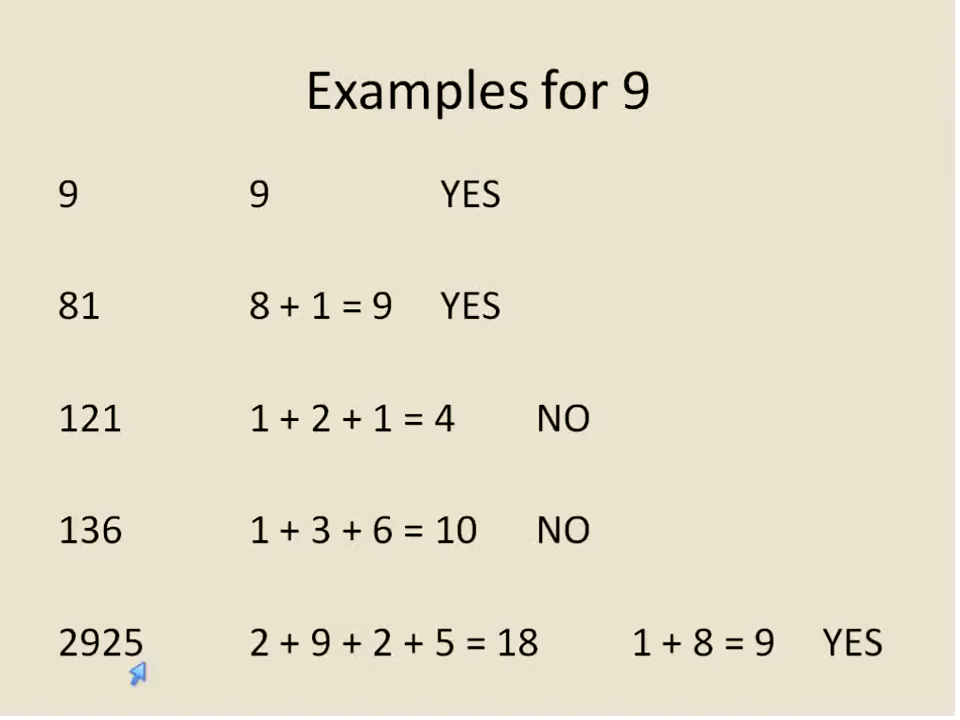 Examples for 9
9 9 YES
81 8 + 1 = 9 YES
121 1 + 2 + 1 = 4 NO
136 1 + 3 + 6 = 10 NO
2925 2 + 9 + 2 + 5 = 18 1 + 8 = 9 YES